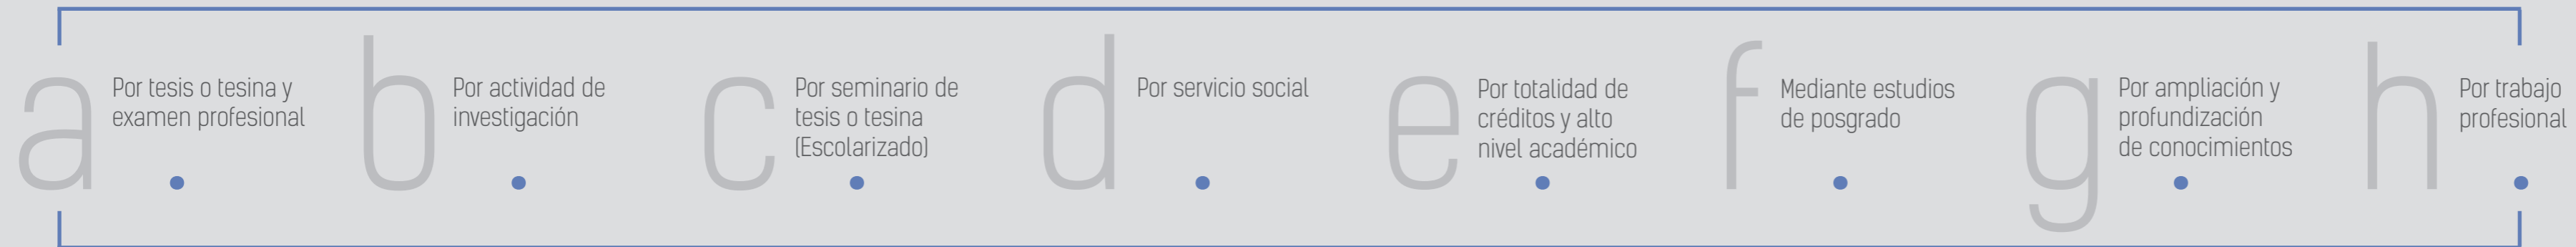 a
Por tesis o tesina y
examen profesional
b
Por actividad de
investigación
c
Por seminario de
tesis o tesina
(Escolarizado)
d
Por servicio social
e
Por totalidad de
créditos y alto
nivel académico
f
Mediante estudios
de posgrado
g
Por ampliación y
profundización
de conocimientos
h
Por trabajo
profesional